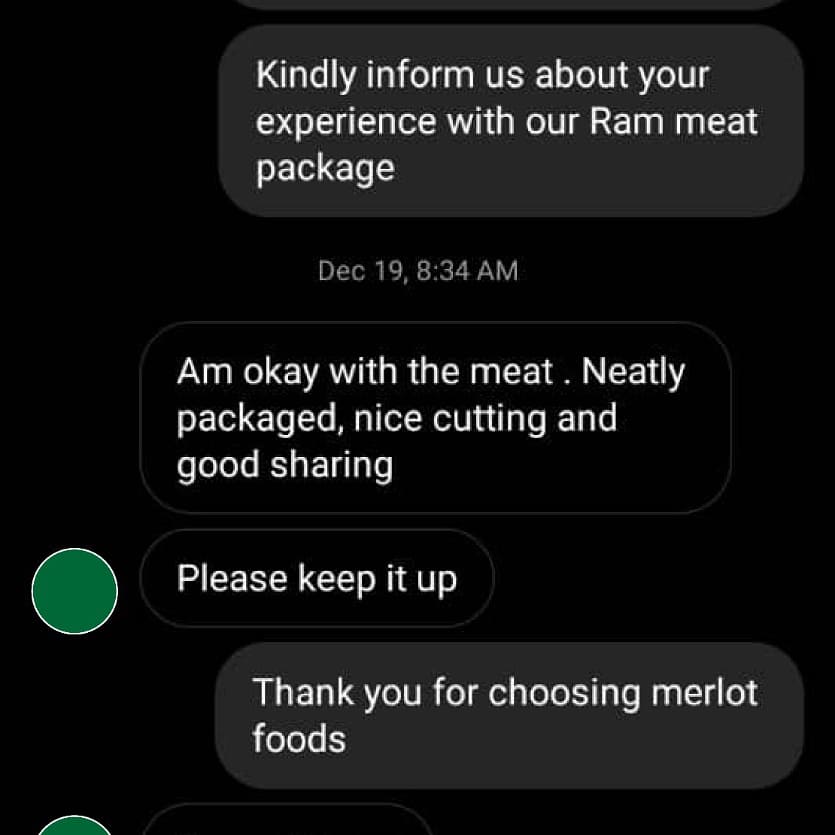 Kindly inform us about your
experience with our Ram meat
package
Dec 19, 8:34 AM
Am okay with the meat . Neatly
packaged, nice cutting and
good sharing
Please keep it up
Thank you for choosing merlot
foods